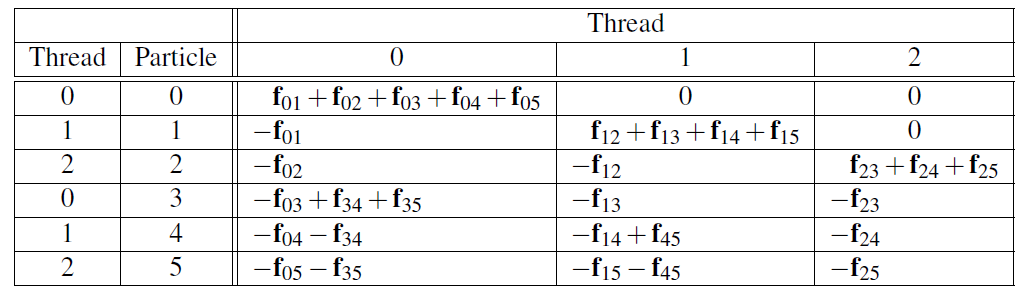 Thread
Thread Particle 0 1 2
0 0 f₀₁ + f₀₂ + f₀₃ + f₀₄ + f₀₅ 0 0
1 1 −f₀₁ f₁₂ + f₁₃ + f₁₄ + f₁₅ 0
2 2 −f₀₂ −f₁₂ f₂₃ + f₂₄ + f₂₅
0 3 −f₀₃ + f₃₄ + f₃₅ −f₁₃ −f₂₃
1 4 −f₀₄ − f₃₄ −f₁₄ + f₄₅ −f₂₄
2 5 −f₀₅ − f₃₅ −f₁₅ − f₄₅ −f₂₅